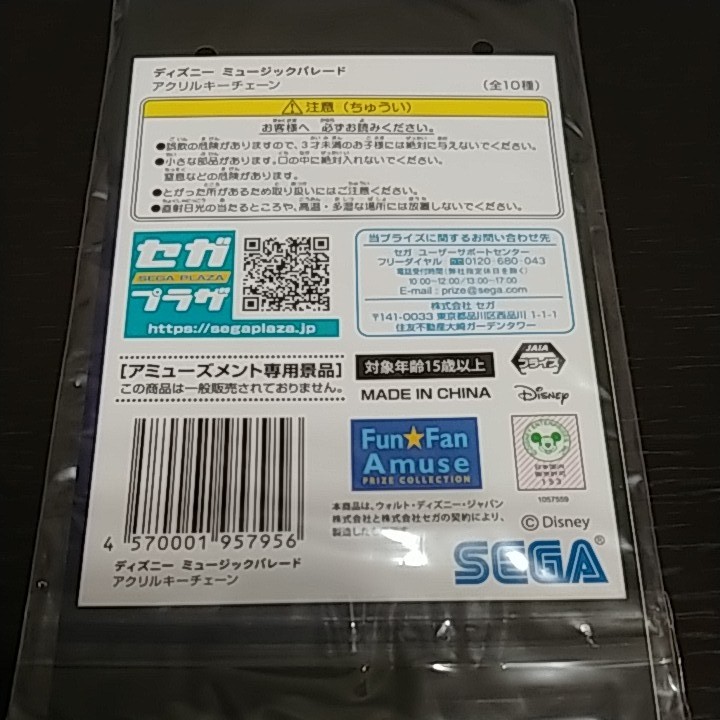 ディズニー ミュージックパレード
アクリルキーチェーン
(全10種)
⚠注意(ちゅうい)
お客様へ 必ずお読みください。
●誤飲の危険がありますので、3才未満のお子様には絶対に与えないでください。
●小さな部品があります。口の中に絶対入れないでください。
窒息などの危険があります。
●とがった所があるため取り扱いにはご注意ください。
●直射日光の当たるところや、高温・多湿な場所には放置しないでください。
セガ
SEGA PLAZA
プラザ
https://segaplaza.jp
当プライズに関するお問い合わせ先
セガ ユーザーサポートセンター
フリーダイヤル 0120-680-043
電話受付時間(弊社指定休日を除く)
10:00~12:00/13:00~17:00
E-mail : prize@sega.com
株式会社 セガ
〒141-0033 東京都品川区西品川 1-1-1
住友不動産大崎ガーデンタワー
[アミューズメント専用景品]
この商品は一般販売されておりません。
対象年齢15歳以上
MADE IN CHINA
JAIA
プライズ
Disney
Fun★Fan
Amuse
PRIZE COLLECTION
153
1057559
本商品は、ウォルト・ディズニー・ジャパン
株式会社と株式会社セガの契約により、
製造した
©Disney
SEGA®
4 570001 957956
ディズニー ミュージックパレード
アクリルキーチェーン